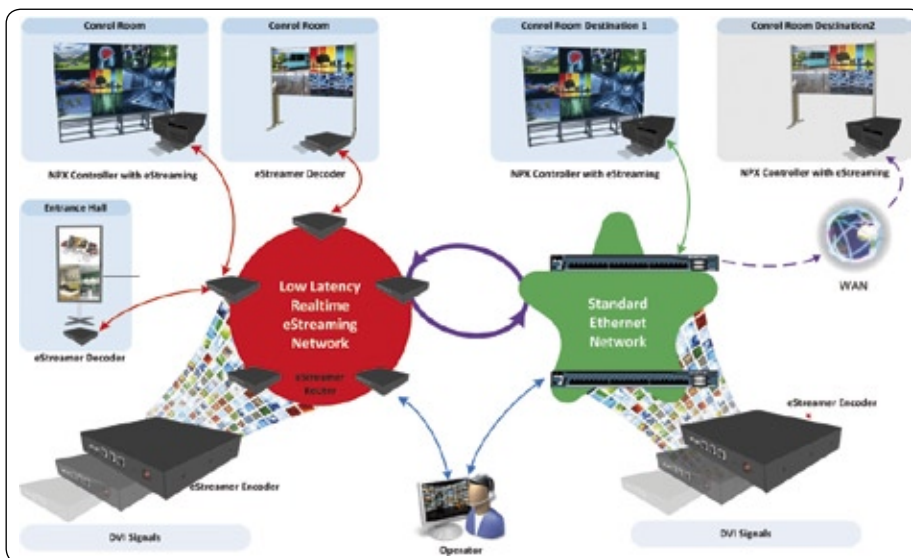 Conrol Room
Conrol Room
Conrol Room Destination 1
Conrol Room Destination2
NPX Controller with eStreaming
eStreamer Decoder
NPX Controller with eStreaming
NPX Controller with eStreaming
Entrance Hall
eStreamer Decoder
Low Latency
Realtime
eStreaming
Network
eStreamer
Router
Standard
Ethernet
Network
WAN
eStreamer Encoder
eStreamer Encoder
DVI Signals
Operator
DVI Signals